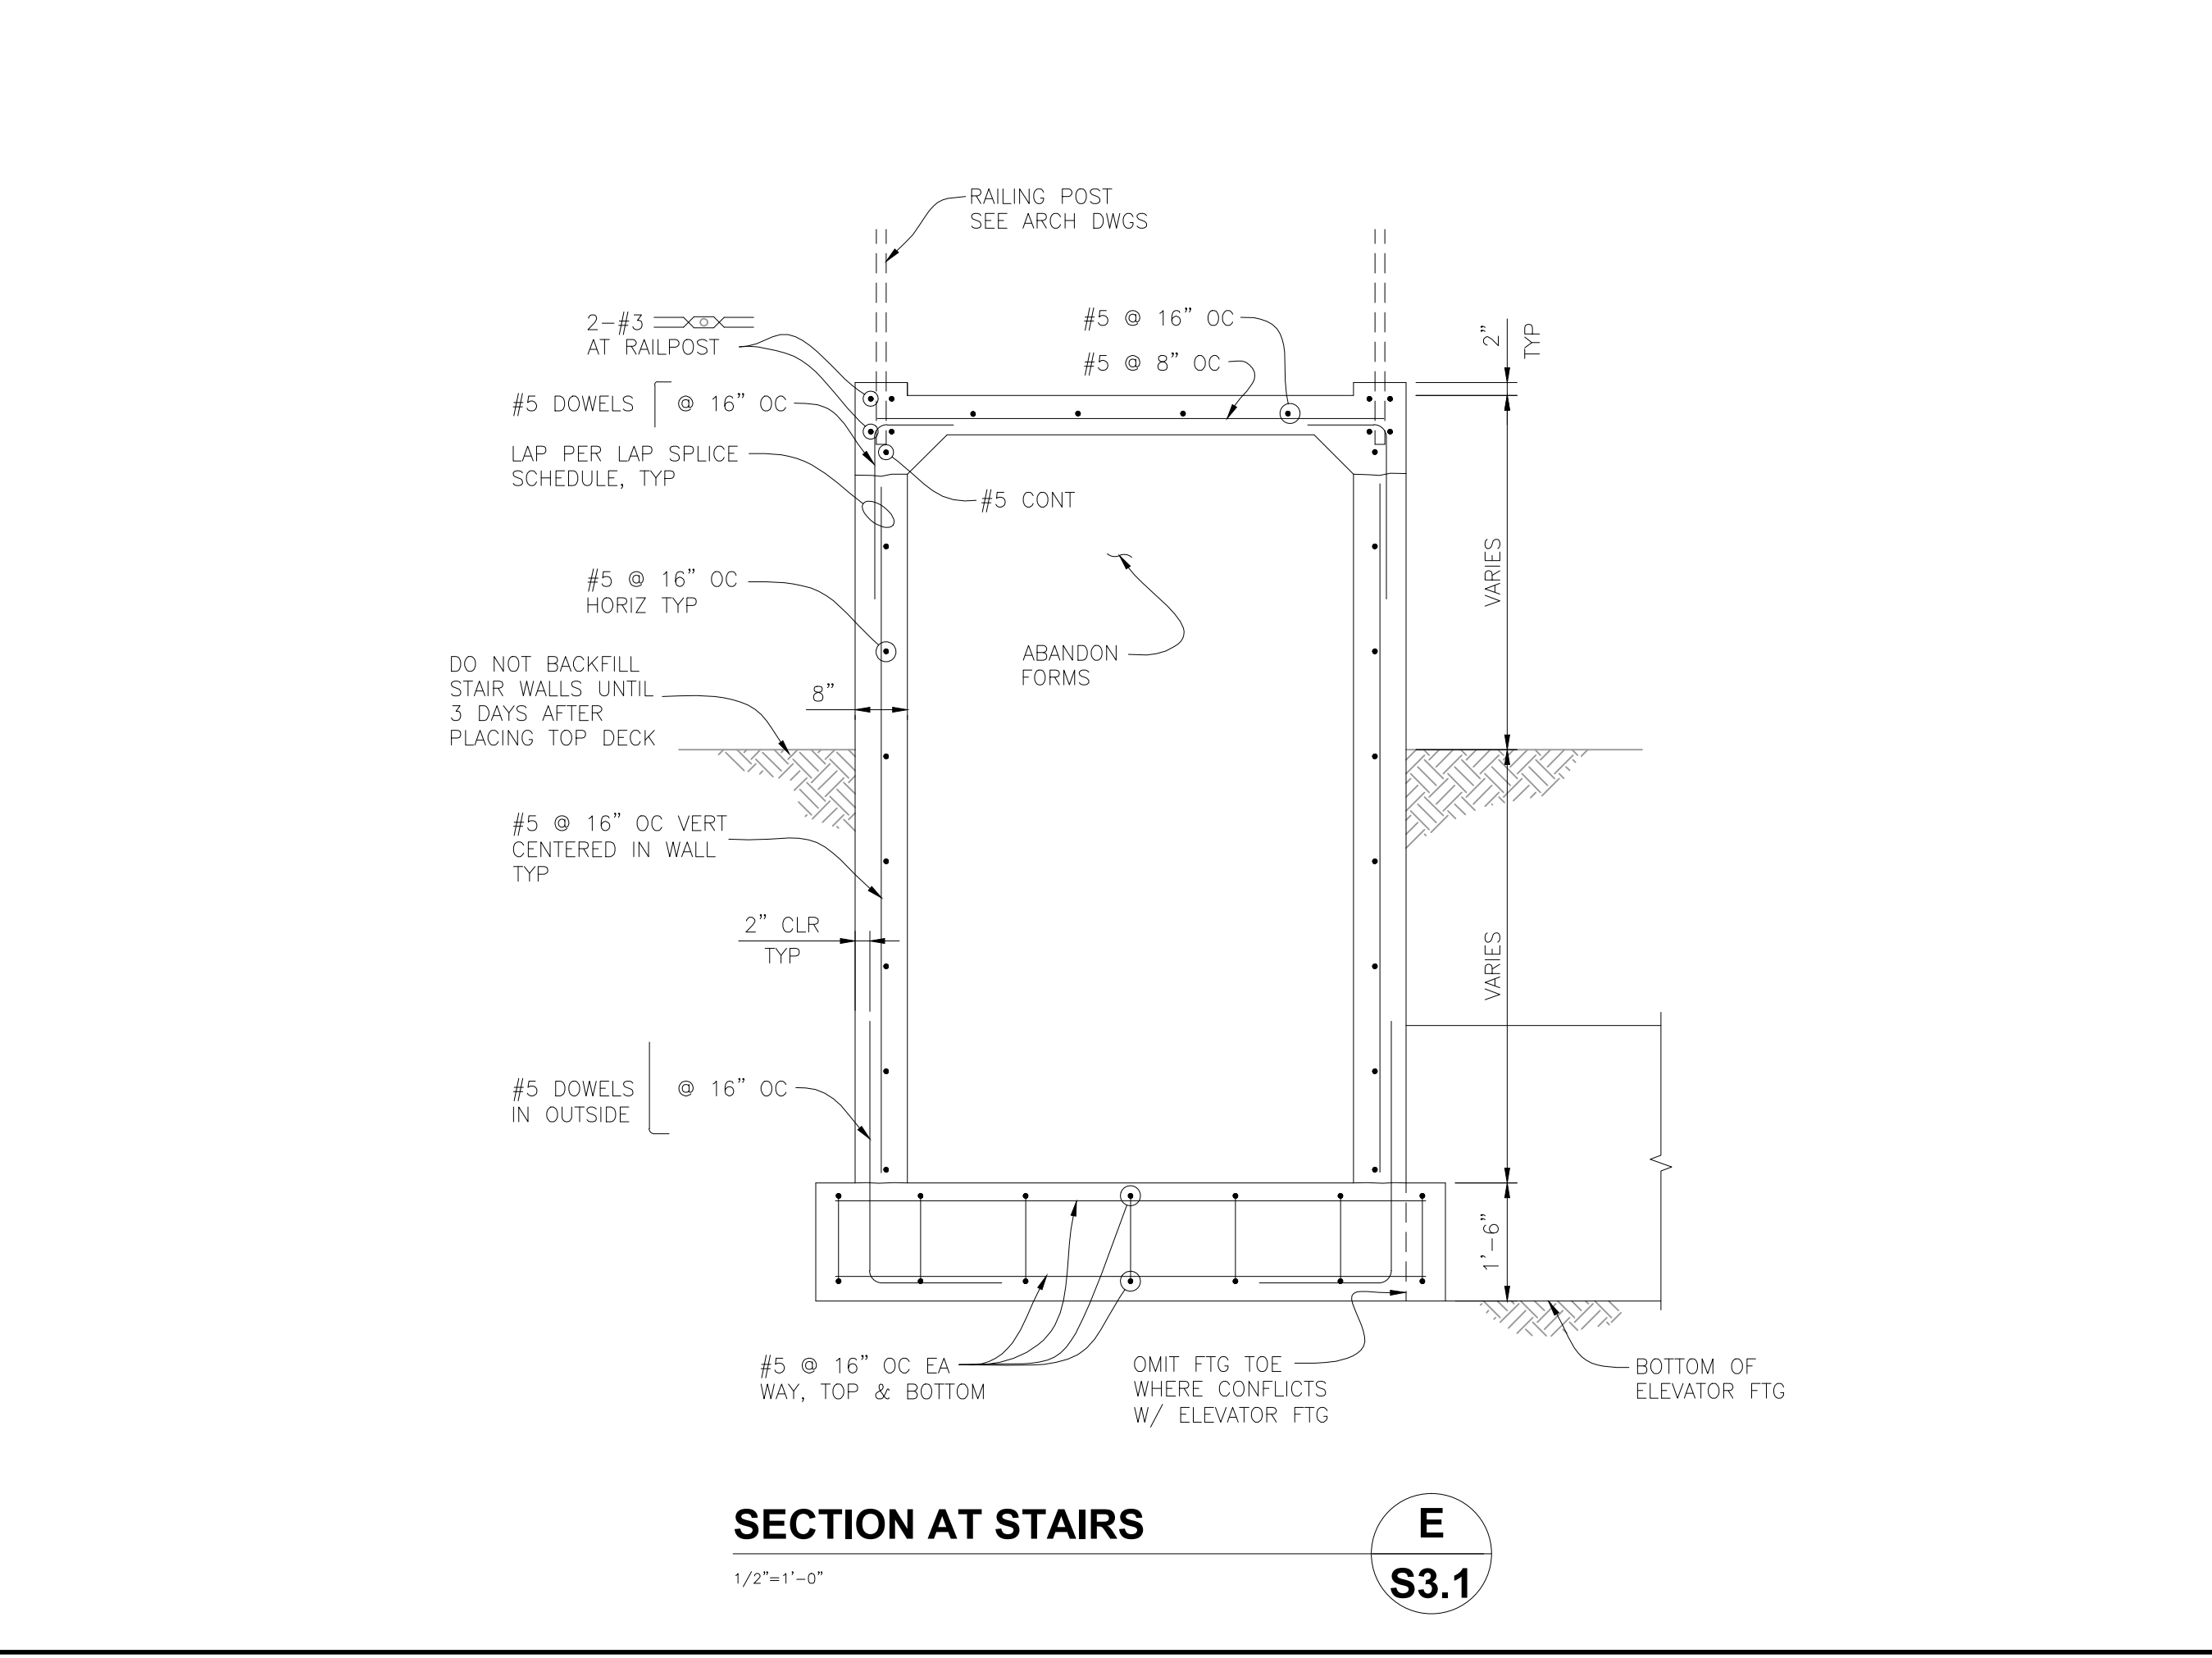 RAILING POST
SEE ARCH DWGS
2-#3
AT RAILPOST
#5 @ 16" OC
#5 @ 8" OC
2"
TYP
#5 DOWELS @ 16" OC
LAP PER LAP SPLICE
SCHEDULE, TYP
#5 CONT
VARIES
#5 @ 16" OC
HORIZ TYP
ABANDON
FORMS
DO NOT BACKFILL
STAIR WALLS UNTIL
3 DAYS AFTER
PLACING TOP DECK
8"
#5 @ 16" OC VERT
CENTERED IN WALL
TYP
2" CLR
TYP
VARIES
#5 DOWELS @ 16" OC
IN OUTSIDE
1'-6"
#5 @ 16" OC EA
WAY, TOP & BOTTOM
OMIT FTG TOE
WHERE CONFLICTS
W/ ELEVATOR FTG
BOTTOM OF
ELEVATOR FTG
SECTION AT STAIRS
1/2"=1'-0"
E
S3.1